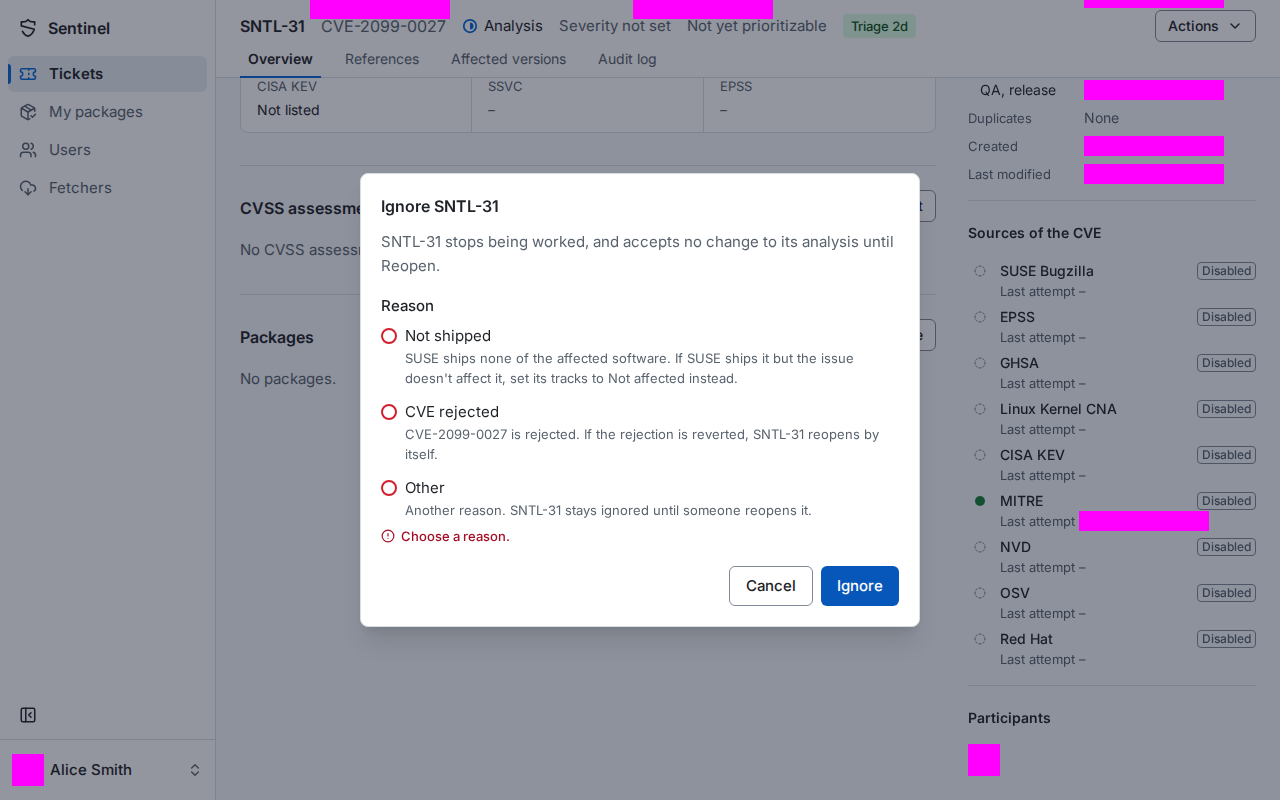 Sentinel
Tickets
My packages
Users
Fetchers
Alice Smith
SNTL-31 CVE-2099-0027 Analysis Severity not set Not yet prioritizable Triage 2d Actions
Overview References Affected versions Audit log
CISA KEV SSVC EPSS
Not listed – –
CVSS assessme
No CVSS assess
Packages
No packages.
Ignore SNTL-31
SNTL-31 stops being worked, and accepts no change to its analysis until
Reopen.
Reason
Not shipped
SUSE ships none of the affected software. If SUSE ships it but the issue
doesn't affect it, set its tracks to Not affected instead.
CVE rejected
CVE-2099-0027 is rejected. If the rejection is reverted, SNTL-31 reopens by
itself.
Other
Another reason. SNTL-31 stays ignored until someone reopens it.
Choose a reason.
Cancel Ignore
QA, release
Duplicates None
Created
Last modified
Sources of the CVE
SUSE Bugzilla Disabled
Last attempt –
EPSS Disabled
Last attempt –
GHSA Disabled
Last attempt –
Linux Kernel CNA Disabled
Last attempt –
CISA KEV Disabled
Last attempt –
MITRE Disabled
Last attempt
NVD Disabled
Last attempt –
OSV Disabled
Last attempt –
Red Hat Disabled
Last attempt –
Participants